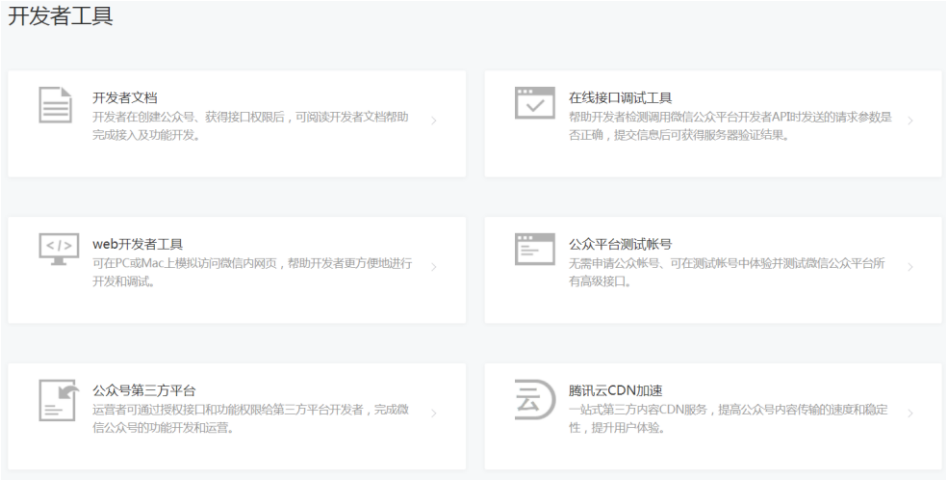 开发者工具
开发者文档
开发者在创建公众号、获得接口权限后，可阅读开发者文档帮助
完成接入及功能开发。
在线接口调试工具
帮助开发者检测调用微信公众平台开发者API时发送的请求参数是
否正确，提交信息后可获得服务器验证结果。
web开发者工具
可在PC或Mac上模拟访问微信内网页，帮助开发者更方便地进行
开发和调试。
公众平台测试帐号
无需申请公众帐号、可在测试帐号中体验并测试微信公众平台所
有高级接口。
公众号第三方平台
运营者可通过授权接口和功能权限给第三方平台开发者，完成微
信公众号的功能开发和运营。
云
腾讯云CDN加速
一站式第三方内容CDN服务，提高公众号内容传输的速度和稳定
性，提升用户体验。